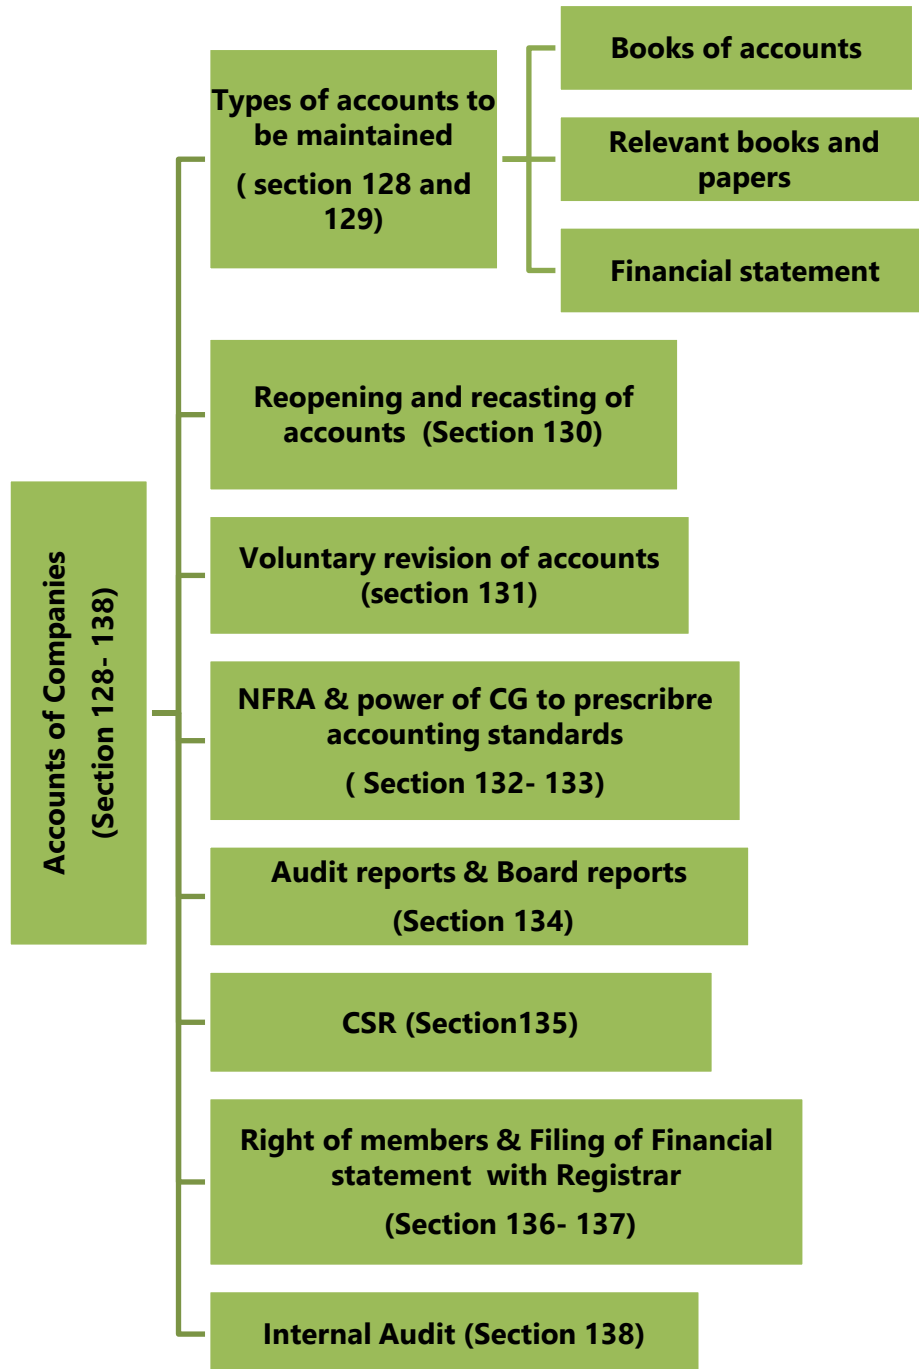 Accounts of Companies
(Section 128- 138)
Types of accounts to
be maintained
( section 128 and
129)
Books of accounts
Relevant books and
papers
Financial statement
Reopening and recasting of
accounts (Section 130)
Voluntary revision of accounts
(section 131)
NFRA & power of CG to prescribre
accounting standards
( Section 132- 133)
Audit reports & Board reports
(Section 134)
CSR (Section135)
Right of members & Filing of Financial
statement with Registrar
(Section 136- 137)
Internal Audit (Section 138)